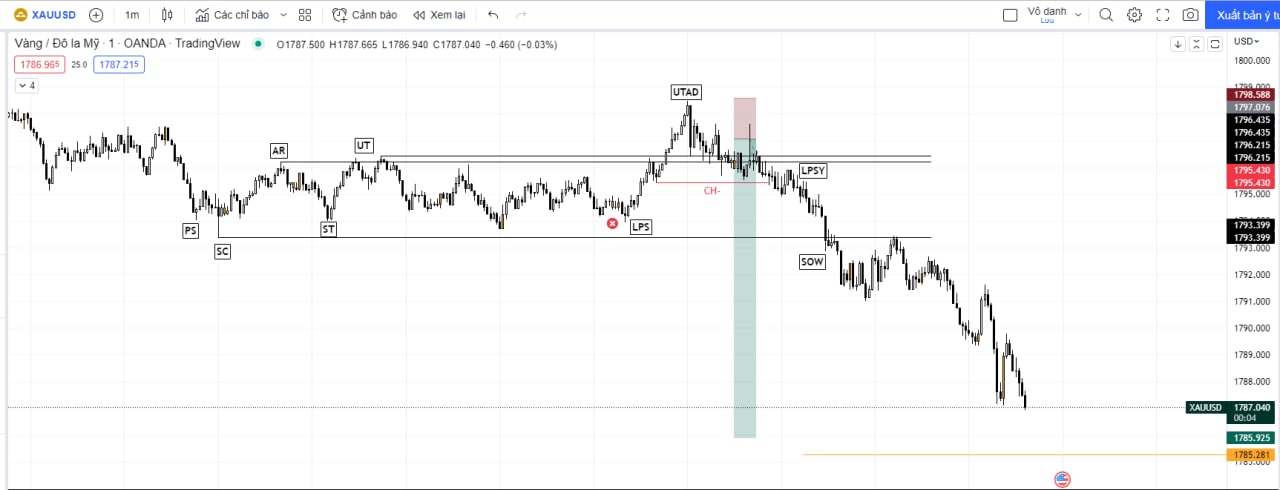 XAUUSD
1m
Các chỉ báo
Cảnh báo
Xem lại
Vô danh
Lưu
Xuất bản ý t
Vàng / Đô la Mỹ · 1 · OANDA · TradingView
O1787.500 H1787.665 L1786.940 C1787.040 −0.460 (−0.03%)
USD
1786.965
25.0
1787.215
4
1800.000
1798.588
1797.076
1796.435
1796.435
1796.215
1796.215
1795.430
1795.430
1795.000
1793.399
1793.399
1793.000
1792.000
1791.000
1790.000
1789.000
1788.000
XAUUSD
1787.040
00:04
1785.925
1785.281
UTAD
AR
UT
LPSY
CH-
PS
ST
LPS
SC
SOW